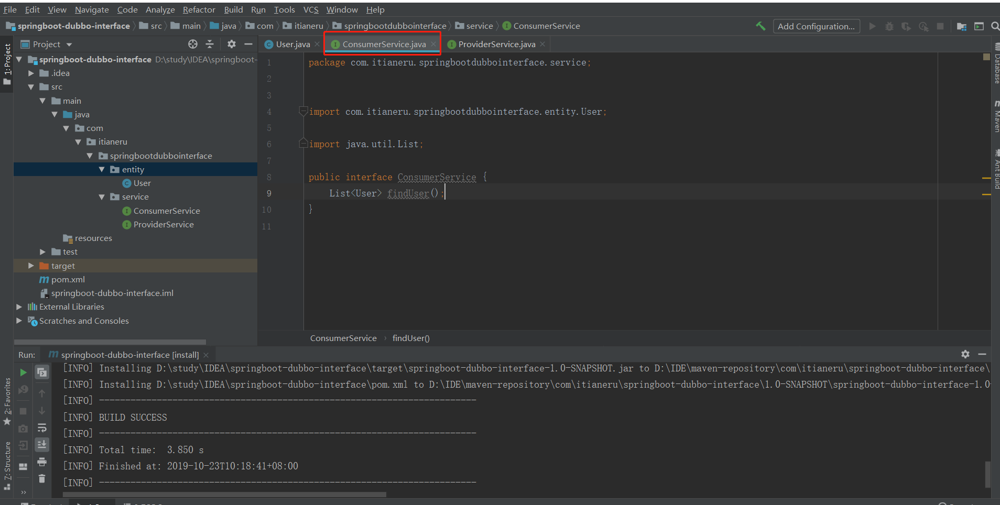 File Edit View Navigate Code Analyze Refactor Build Run Tools VCS Window Help
springboot-dubbo-interface src main java com itianeru springbootdubbointerface service ConsumerService Add Configuration...
Project User.java ConsumerService.java ProviderService.java
1: Project
springboot-dubbo-interface D:\study\IDEA\springboot-
.idea
src
main
java
com
itianeru
springbootdubbointerface
entity
User
service
ConsumerService
ProviderService
resources
test
target
pom.xml
springboot-dubbo-interface.iml
External Libraries
Scratches and Consoles
1 package com.itianeru.springbootdubbointerface.service;
2
3
4 import com.itianeru.springbootdubbointerface.entity.User;
5
6 import java.util.List;
7
8 public interface ConsumerService {
9 List<User> findUser();
10 }
11
ConsumerService › findUser()
Database
Maven
Ant Build
Run: springboot-dubbo-interface [install]
[INFO] Installing D:\study\IDEA\springboot-dubbo-interface\target\springboot-dubbo-interface-1.0-SNAPSHOT.jar to D:\IDE\maven-repository\com\itianeru\springboot-dubbo-interface\
[INFO] Installing D:\study\IDEA\springboot-dubbo-interface\pom.xml to D:\IDE\maven-repository\com\itianeru\springboot-dubbo-interface\1.0-SNAPSHOT\springboot-dubbo-interface-1.0-
[INFO] ------------------------------------------------------------------------
[INFO] BUILD SUCCESS
[INFO] ------------------------------------------------------------------------
[INFO] Total time:  3.850 s
[INFO] Finished at: 2019-10-23T10:18:41+08:00
[INFO] ------------------------------------------------------------------------
2: Favorites
7: Structure